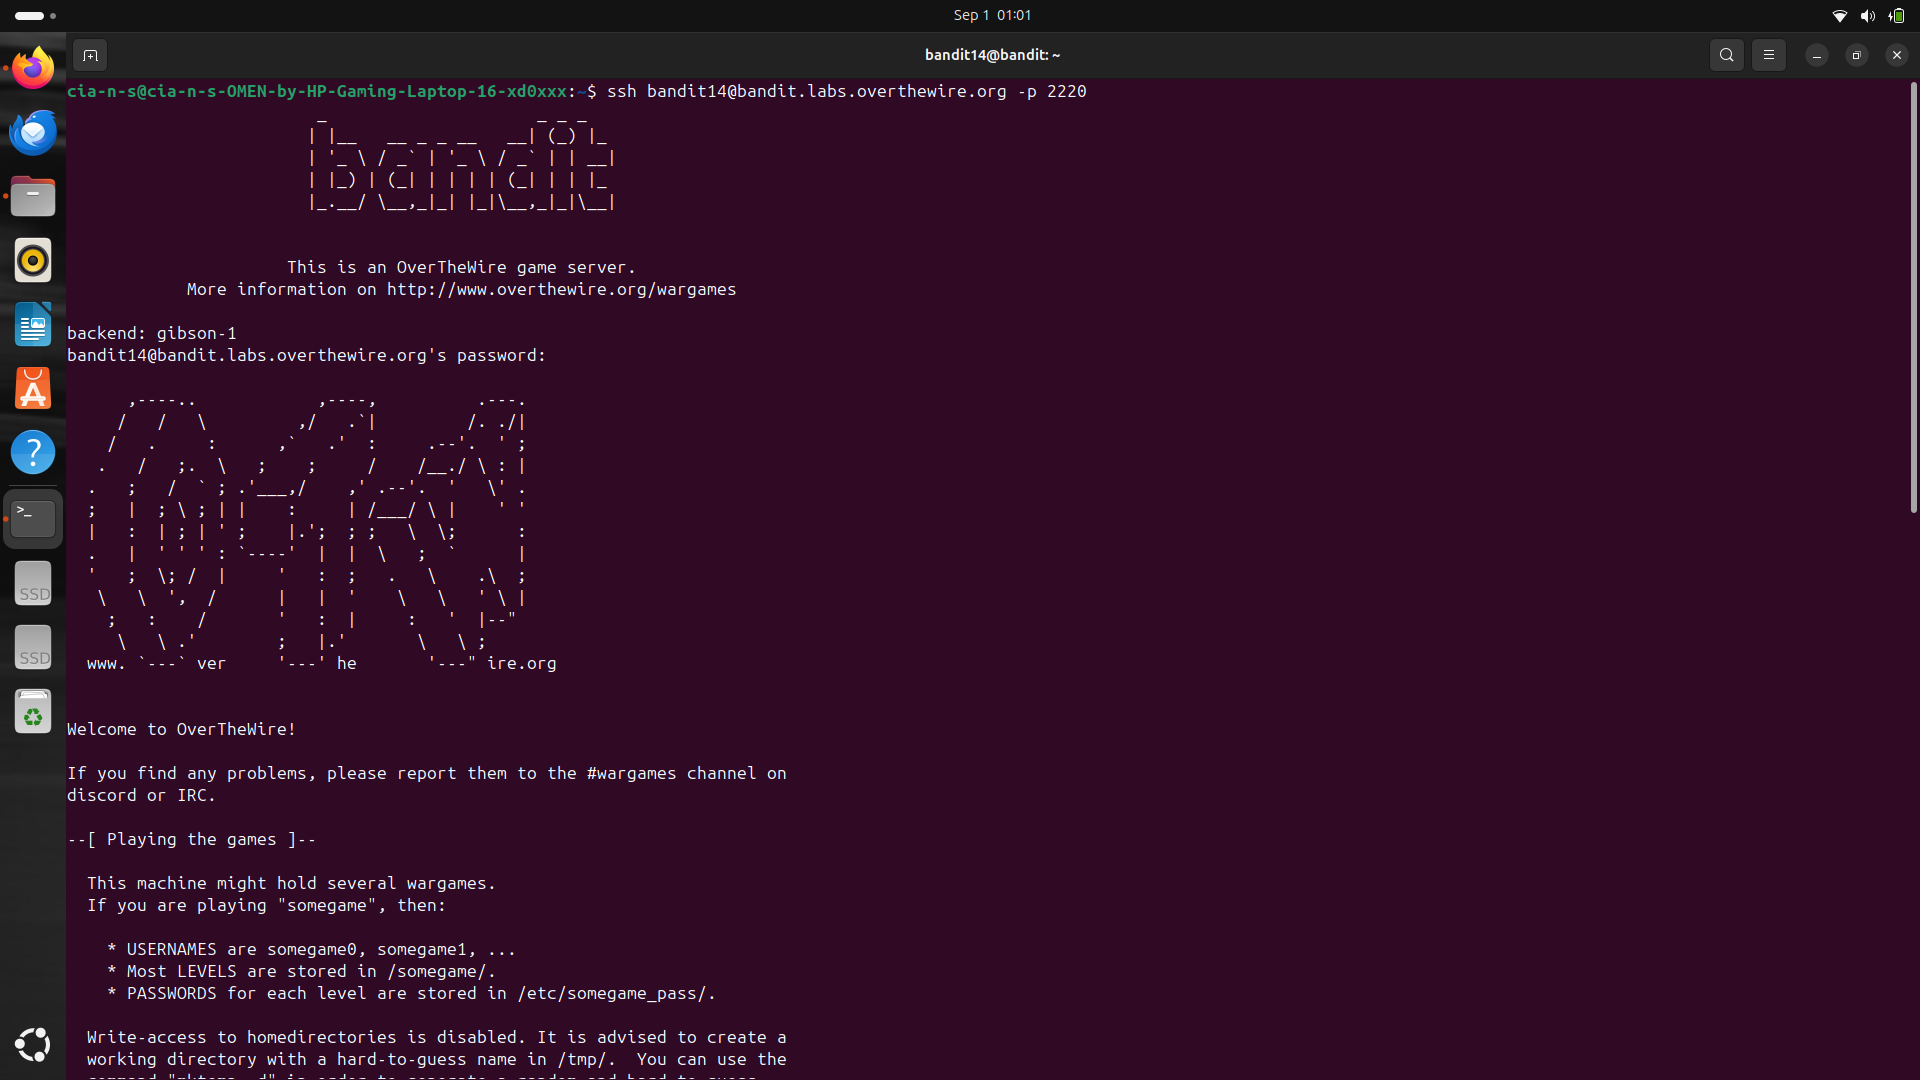 Sep 1 01:01
bandit14@bandit: ~
cia-n-s@cia-n-s-OMEN-by-HP-Gaming-Laptop-16-xd0xxx:~$ ssh bandit14@bandit.labs.overthewire.org -p 2220
bandit
This is an OverTheWire game server.
More information on http://www.overthewire.org/wargames
backend: gibson-1
bandit14@bandit.labs.overthewire.org's password:
www. `---` ver '---' he '---" ire.org
Welcome to OverTheWire!
If you find any problems, please report them to the #wargames channel on
discord or IRC.
--[ Playing the games ]--
This machine might hold several wargames.
If you are playing "somegame", then:
* USERNAMES are somegame0, somegame1, ...
* Most LEVELS are stored in /somegame/.
* PASSWORDS for each level are stored in /etc/somegame_pass/.
Write-access to homedirectories is disabled. It is advised to create a
working directory with a hard-to-guess name in /tmp/. You can use the
SSD
SSD